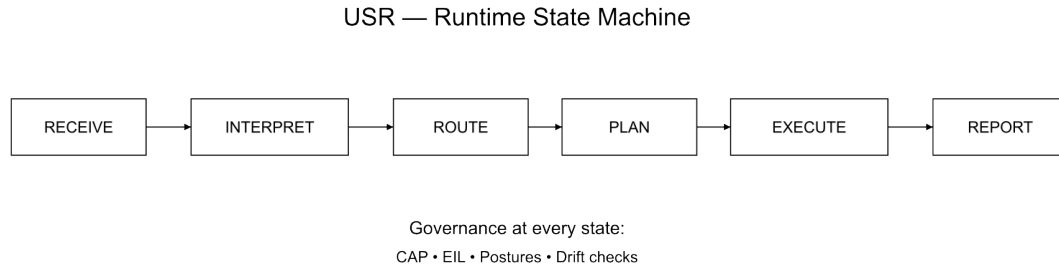 USR — Runtime State Machine
RECEIVE
INTERPRET
ROUTE
PLAN
EXECUTE
REPORT
Governance at every state:
CAP • EIL • Postures • Drift checks